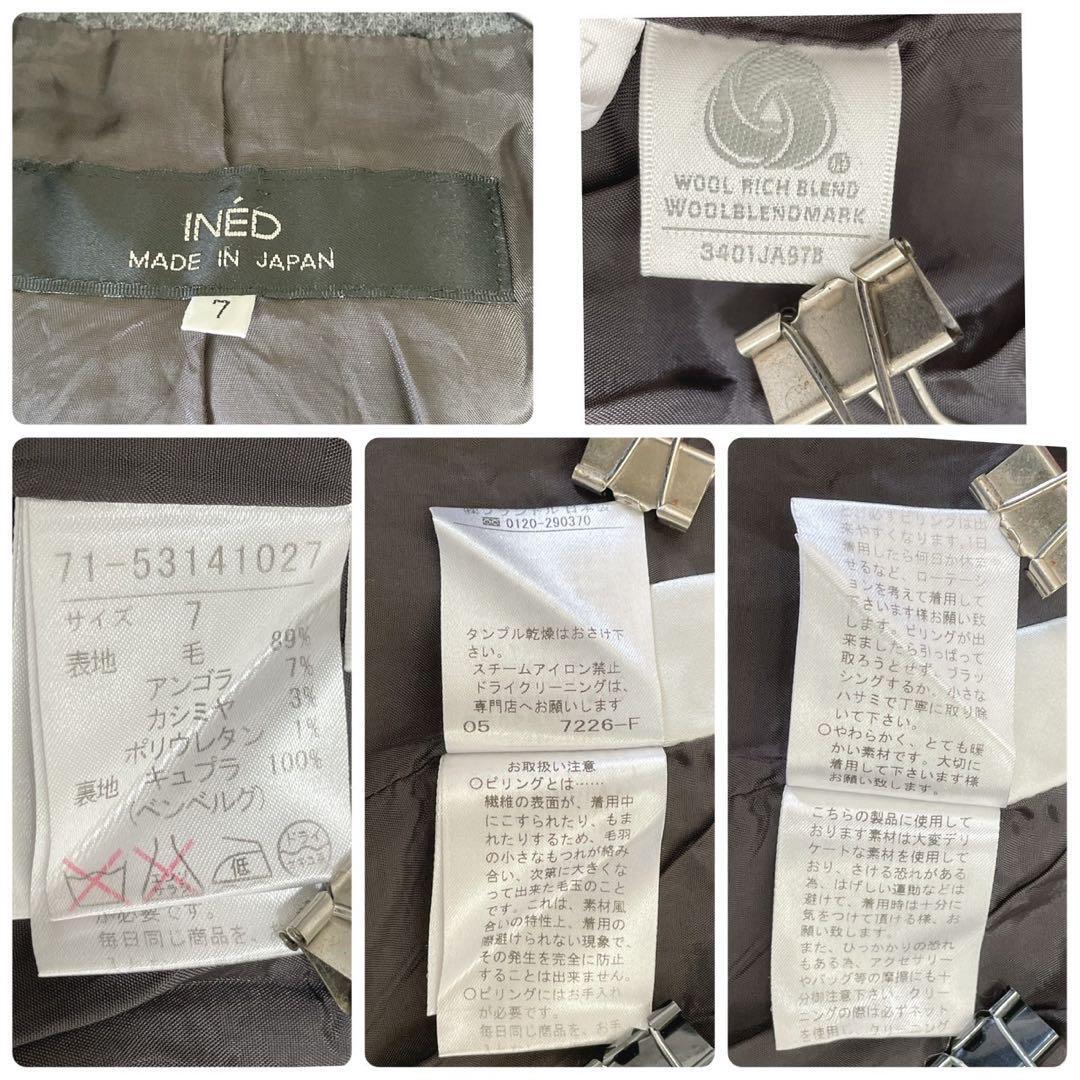 INÉD
MADE IN JAPAN
7
WOOL RICH BLEND
WOOLBLENDMARK
3401JA97B
71-53141027
サイズ 7
表地 毛 89%
アンゴラ 7%
カシミヤ 3%
ポリウレタン 1%
裏地 キュプラ 100%
(ベンベルグ)
低
ドライ
が必要です。
毎日同じ商品を、
0120-290370
タンブル乾燥はおさけ下
さい。
スチームアイロン禁止
ドライクリーニングは、
専門店へお願いします
05 7226-F
お取扱い注意
○ピリングとは……
繊維の表面が、着用中
にこすられたり、もま
れたりするため、毛羽
の小さなもつれが絡み
合い、次第に大きくな
って出来た毛玉のこと
です。これは、素材風
合いの特性上、着用の
際避けられない現象で、
その発生を完全に防止
することは出来ません。
○ピリングにはお手入れ
が必要です。
毎日同じ商品を、お手
ピリングは出
来やすくなります。1日
着用したら何日か休ま
せるなど、ローテーシ
ョンを考えて着用して
下さいます様お願い致
します。ピリングが出
来ましたら引っぱって
取ろうとせず、ブラッ
シングするか、小さな
ハサミで丁寧に取り除
いて下さい。
○やわらかく、とても暖
かい素材です。大切に
着用して下さいます様
お願い致します。
こちらの製品に使用して
おります素材は大変デリ
ケートな素材を使用して
おり、さける恐れがある
為、はげしい運動などは
避けて、着用時は十分に
気をつけて頂ける様、お
願い致します。
また、ひっかかりの恐れ
もある為、アクセサリー
やバッグ等の摩擦にも十
分御注意下さい。クリー
ニングの際は必ずネット
を使用し、クリーニング